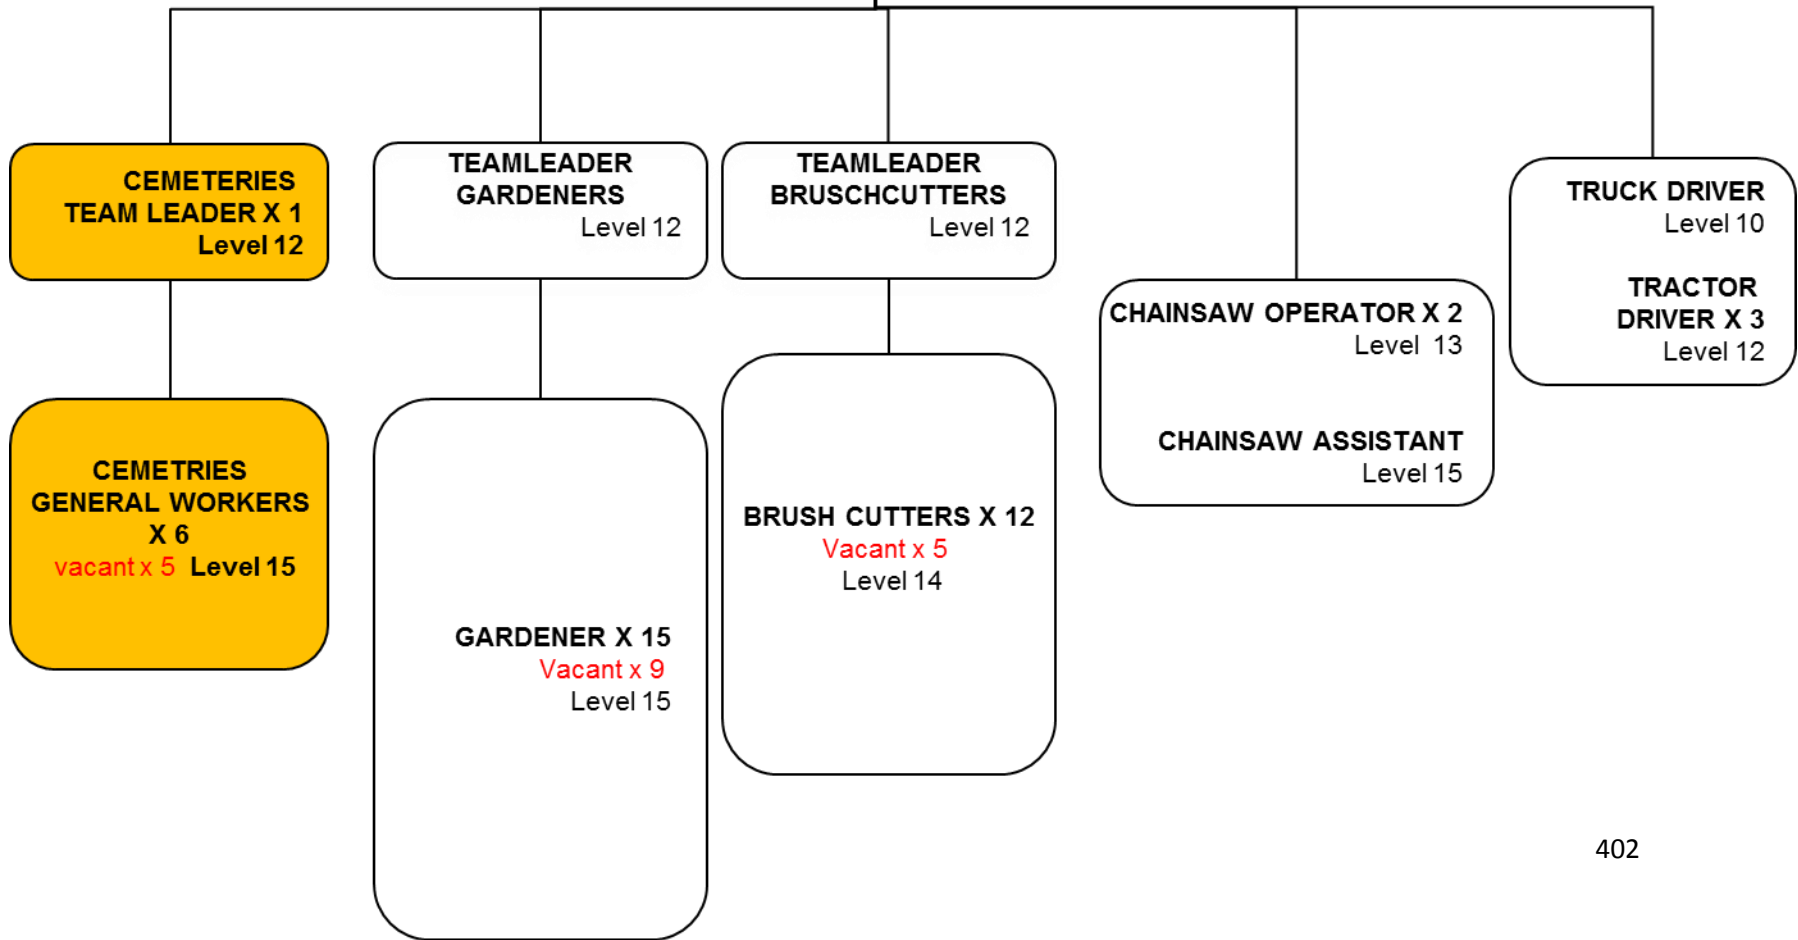 CEMETERIES
TEAM LEADER X 1
Level 12
TEAMLEADER
GARDENERS
Level 12
TEAMLEADER
BRUSCHCUTTERS
Level 12
TRUCK DRIVER
Level 10
TRACTOR
DRIVER X 3
Level 12
CHAINSAW OPERATOR X 2
Level 13
CHAINSAW ASSISTANT
Level 15
CEMETRIES
GENERAL WORKERS
X 6
vacant x 5 Level 15
GARDENER X 15
Vacant x 9
Level 15
BRUSH CUTTERS X 12
Vacant x 5
Level 14
402